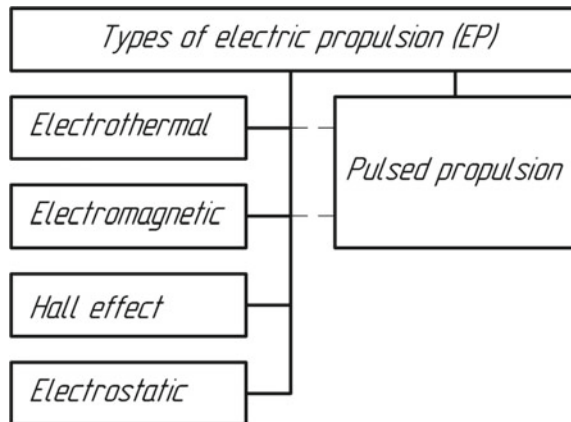 Types of electric propulsion (EP)
Electrothermal
Electromagnetic
Hall effect
Electrostatic
Pulsed propulsion